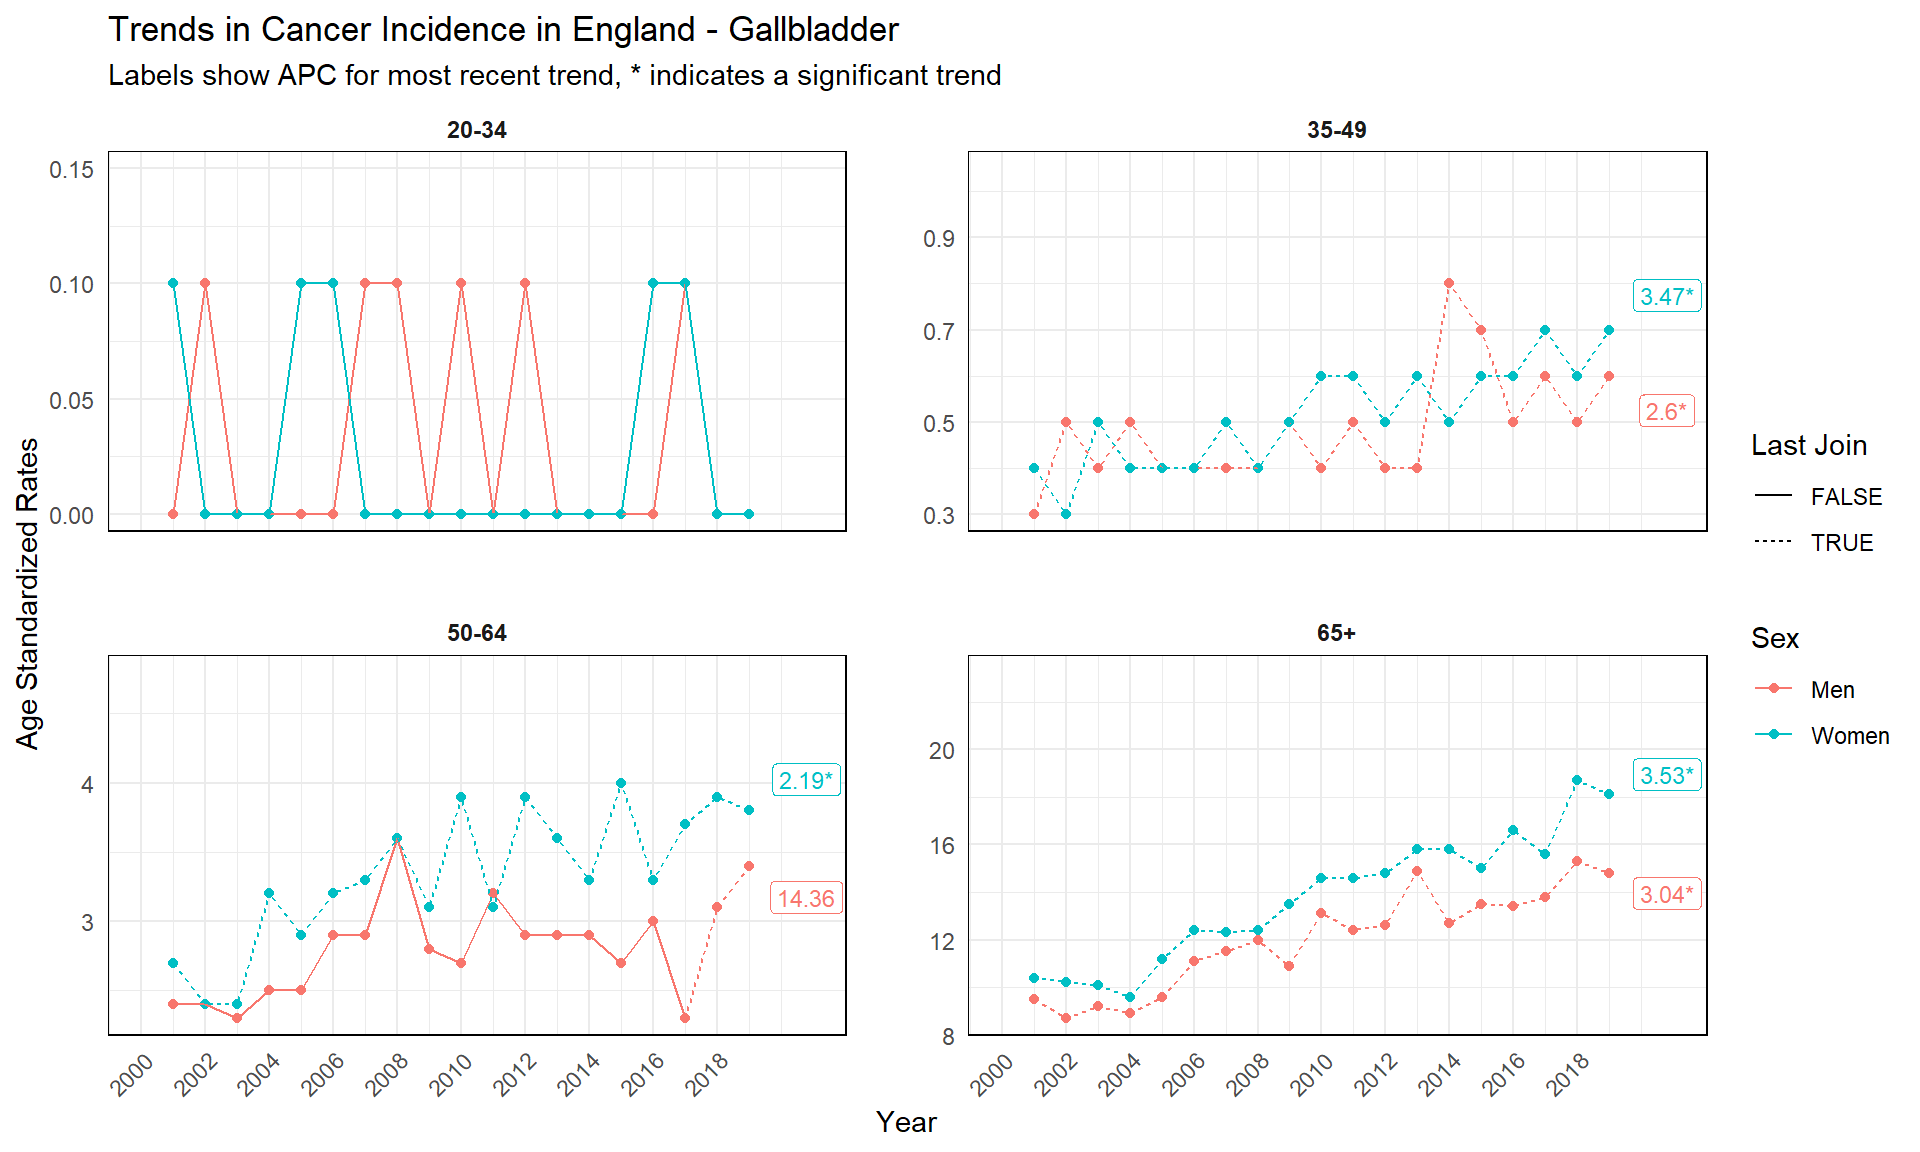 Trends in Cancer Incidence in England - Gallbladder
Labels show APC for most recent trend, * indicates a significant trend
20-34
35-49
0.15
0.10
0.05
0.00
0.9
0.7
0.5
0.3
3.47*
2.6*
50-64
65+
4
3
20
16
12
8
2.19*
14.36
3.53*
3.04*
2000 2002 2004 2006 2008 2010 2012 2014 2016 2018
2000 2002 2004 2006 2008 2010 2012 2014 2016 2018
Year
Age Standardized Rates
Last Join
FALSE
TRUE
Sex
Men
Women